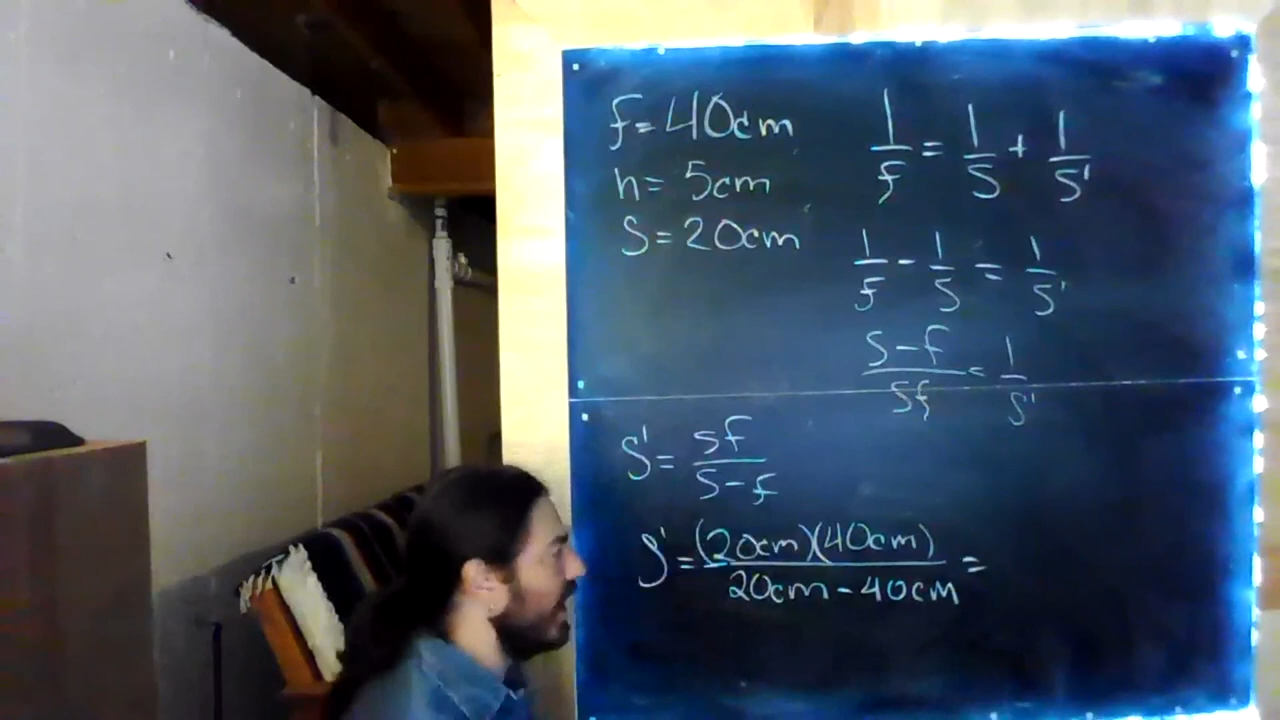 f = 40cm
h = 5cm
S = 20cm
1/f = 1/S + 1/S'
1/f - 1/S = 1/S'
S-f/Sf = 1/S'
S' = Sf/S-f
S' = (20cm)(40cm)/20cm - 40cm =